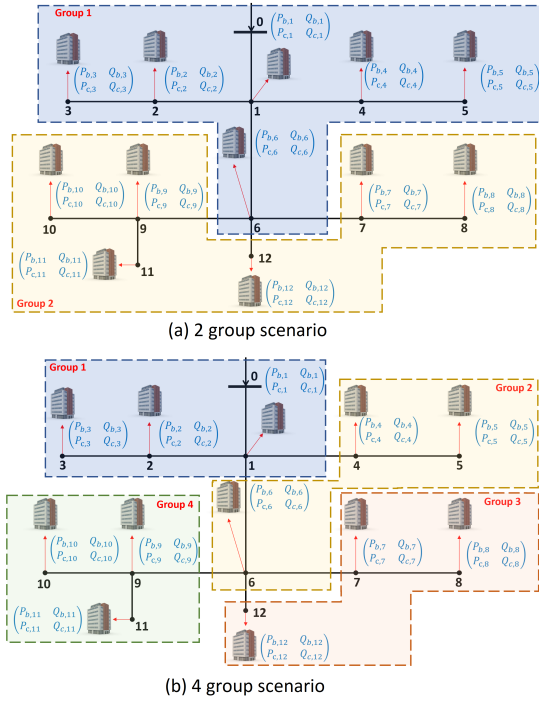 Group 1
0 (P_{b,1} Q_{b,1}
P_{c,1} Q_{c,1})
(P_{b,3} Q_{b,3}
P_{c,3} Q_{c,3})
(P_{b,2} Q_{b,2}
P_{c,2} Q_{c,2})
(P_{b,4} Q_{b,4}
P_{c,4} Q_{c,4})
(P_{b,5} Q_{b,5}
P_{c,5} Q_{c,5})
3 2 1 4 5
(P_{b,6} Q_{b,6}
P_{c,6} Q_{c,6})
(P_{b,10} Q_{b,10}
P_{c,10} Q_{c,10})
(P_{b,9} Q_{b,9}
P_{c,9} Q_{c,9})
(P_{b,7} Q_{b,7}
P_{c,7} Q_{c,7})
(P_{b,8} Q_{b,8}
P_{c,8} Q_{c,8})
10 9 6 7 8
(P_{b,11} Q_{b,11}
P_{c,11} Q_{c,11})
11
12
(P_{b,12} Q_{b,12}
P_{c,12} Q_{c,12})
Group 2
(a) 2 group scenario
Group 1
0 (P_{b,1} Q_{b,1}
P_{c,1} Q_{c,1})
Group 2
(P_{b,3} Q_{b,3}
P_{c,3} Q_{c,3})
(P_{b,2} Q_{b,2}
P_{c,2} Q_{c,2})
(P_{b,4} Q_{b,4}
P_{c,4} Q_{c,4})
(P_{b,5} Q_{b,5}
P_{c,5} Q_{c,5})
3 2 1 4 5
(P_{b,6} Q_{b,6}
P_{c,6} Q_{c,6})
Group 4
Group 3
(P_{b,10} Q_{b,10}
P_{c,10} Q_{c,10})
(P_{b,9} Q_{b,9}
P_{c,9} Q_{c,9})
(P_{b,7} Q_{b,7}
P_{c,7} Q_{c,7})
(P_{b,8} Q_{b,8}
P_{c,8} Q_{c,8})
10 9 6 7 8
(P_{b,11} Q_{b,11}
P_{c,11} Q_{c,11})
11
12
(P_{b,12} Q_{b,12}
P_{c,12} Q_{c,12})
(b) 4 group scenario